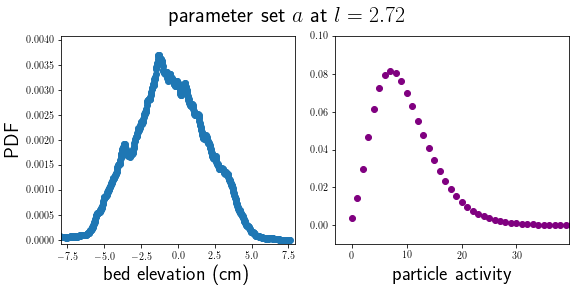 parameter set a at l = 2.72
PDF
0.0040
0.0035
0.0030
0.0025
0.0020
0.0015
0.0010
0.0005
0.0000
−7.5 −5.0 −2.5 0.0 2.5 5.0 7.5
bed elevation (cm)
0.10
0.08
0.06
0.04
0.02
0.00
0 10 20 30
particle activity